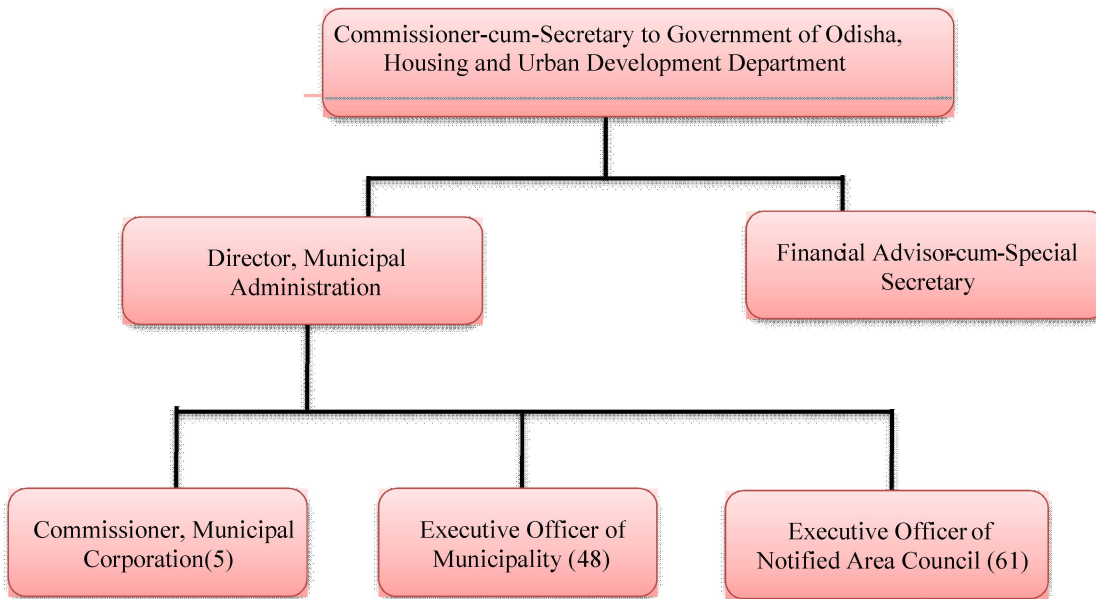 Commissioner-cum-Secretary to Government of Odisha,
Housing and Urban Development Department
Director, Municipal
Administration
Financial Advisor-cum-Special
Secretary
Commissioner, Municipal
Corporation(5)
Executive Officer of
Municipality (48)
Executive Officer of
Notified Area Council (61)